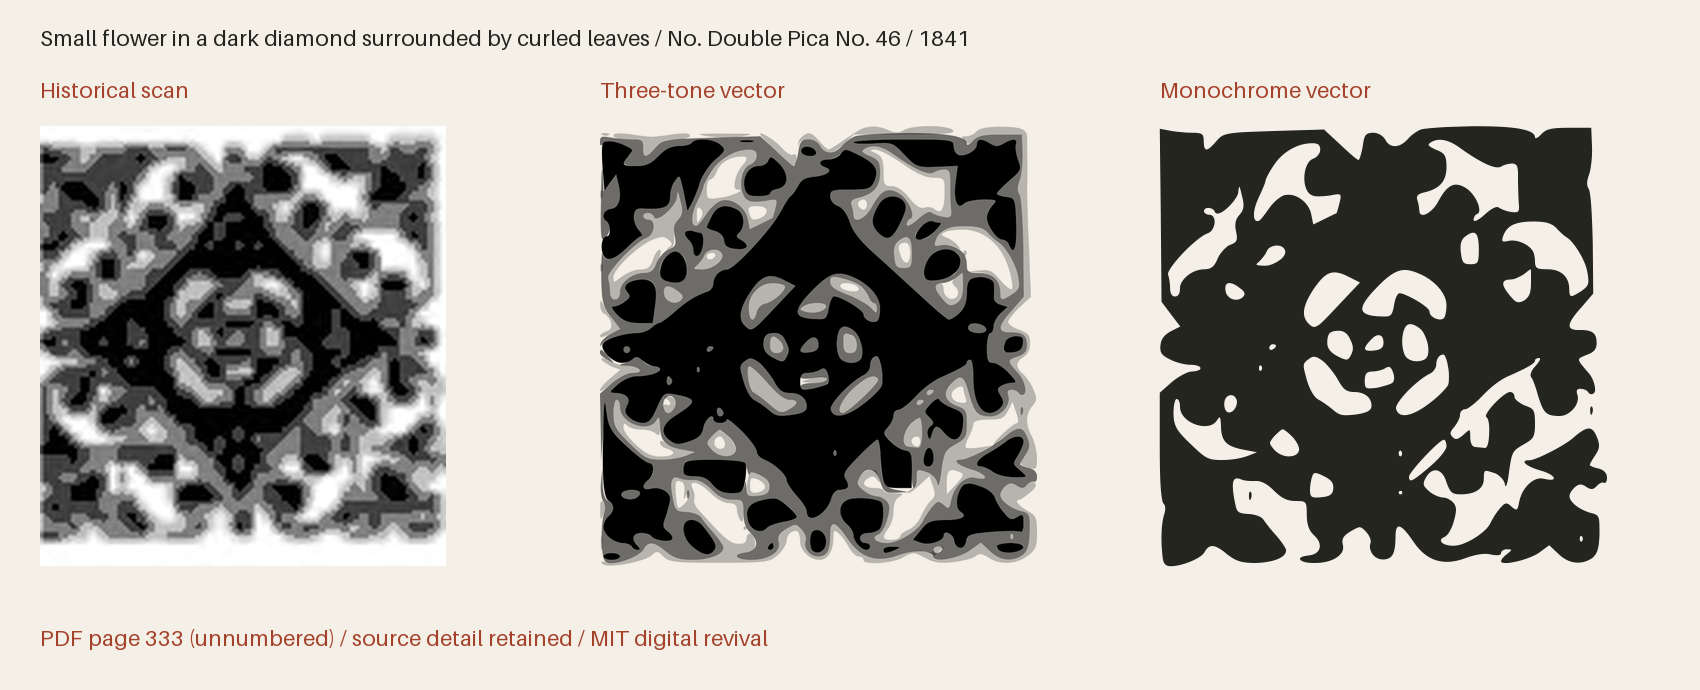 Small flower in a dark diamond surrounded by curled leaves / No. Double Pica No. 46 / 1841
Historical scan
Three-tone vector
Monochrome vector
PDF page 333 (unnumbered) / source detail retained / MIT digital revival